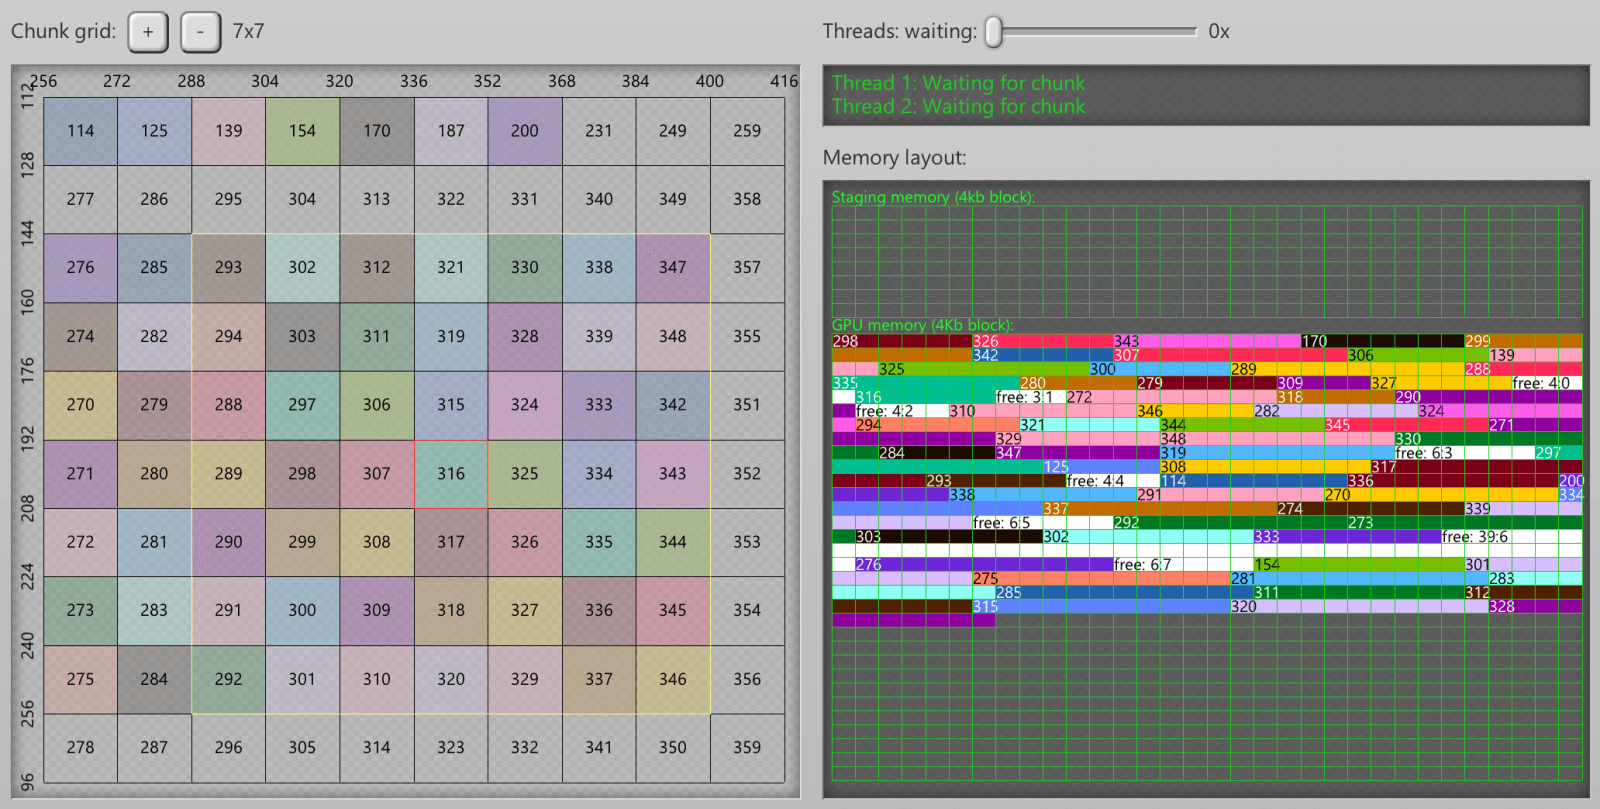 Chunk grid: + - 7x7
256 272 288 304 320 336 352 368 384 400 416
112
114 125 139 154 170 187 200 231 249 259
128
277 286 295 304 313 322 331 340 349 358
144
276 285 293 302 312 321 330 338 347 357
160
274 282 294 303 311 319 328 339 348 355
176
270 279 288 297 306 315 324 333 342 351
192
271 280 289 298 307 316 325 334 343 352
208
272 281 290 299 308 317 326 335 344 353
224
273 283 291 300 309 318 327 336 345 354
240
275 284 292 301 310 320 329 337 346 356
256
278 287 296 305 314 323 332 341 350 359
96
Threads: waiting: 0x
Thread 1: Waiting for chunk
Thread 2: Waiting for chunk
Memory layout:
Staging memory (4kb block):
GPU memory (4Kb block):
298 326 343 170 299
342 307 306 139
325 300 289 288
335 280 279 309 327 free: 4:0
316 free: 3:1 272 318 290
free: 4:2 310 346 282 324
294 321 344 345 271
329 348 330
284 347 319 free: 6:3 297
125 308 317
293 free: 4:4 114 336 200
338 291 270 334
337 274 339
free: 6:5 292 273
303 302 333 free: 39:6
276 free: 6:7 154 301
275 281 283
285 311 312
315 320 328